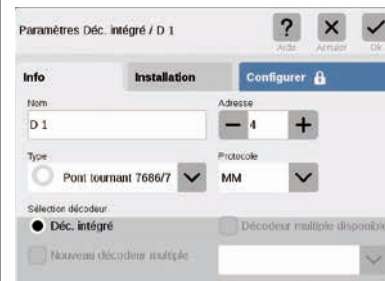 Paramètres Déc. intégré / D 1
Aide Annuler Ok
Info Installation Configurer
Nom Adresse
D 1 4
Type Protocole
Pont tournant 7686/7 MM
Sélection décodeur
Déc. intégré Décodeur multiple disponible
Nouveau décodeur multiple